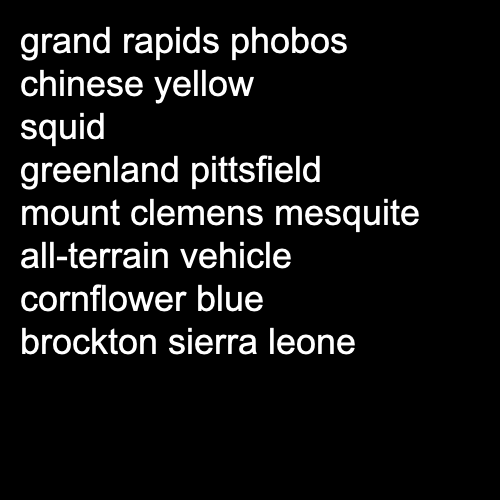 grand rapids phobos
chinese yellow
squid
greenland pittsfield
mount clemens mesquite
all-terrain vehicle
cornflower blue
brockton sierra leone